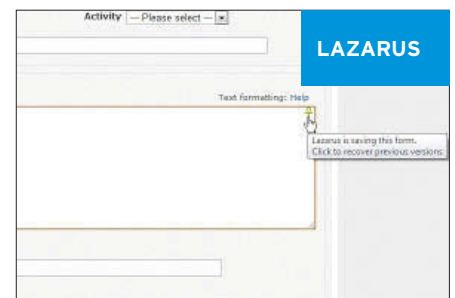 Activity — Please select —
LAZARUS
Text formatting: Help
Lazarus is saving this form.
Click to recover previous versions